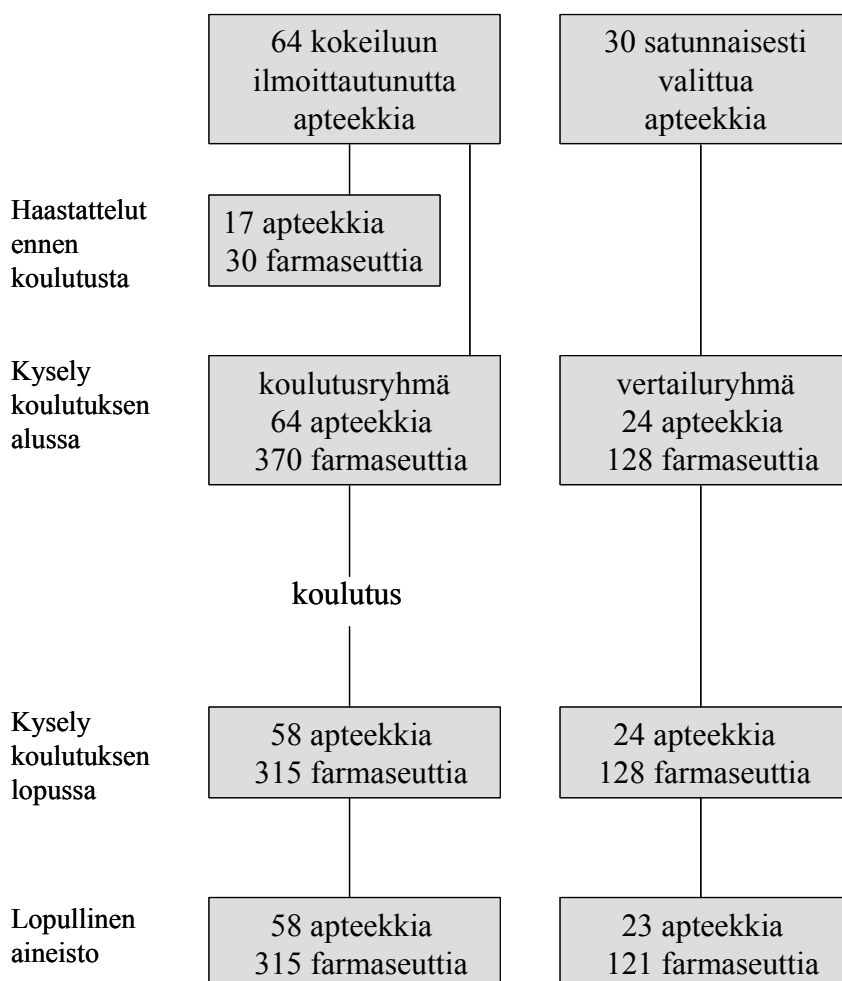 64 kokeiluun
ilmoittautunutta
apteekkia
30 satunnaisesti
valittua
apteekkia
Haastattelut
ennen
koulutusta
17 apteekkia
30 farmaseuttia
Kysely
koulutuksen
alussa
koulutusryhmä
64 apteekkia
370 farmaseuttia
vertailuryhmä
24 apteekkia
128 farmaseuttia
koulutus
Kysely
koulutuksen
lopussa
58 apteekkia
315 farmaseuttia
24 apteekkia
128 farmaseuttia
Lopullinen
aineisto
58 apteekkia
315 farmaseuttia
23 apteekkia
121 farmaseuttia